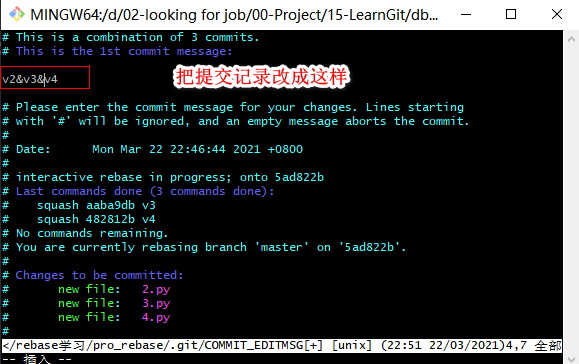 MINGW64:/d/02-looking for job/00-Project/15-LearnGit/db...
# This is a combination of 3 commits.
# This is the 1st commit message:
v2&v3&v4
把提交记录改成这样
# Please enter the commit message for your changes. Lines starting
# with '#' will be ignored, and an empty message aborts the commit.
#
# Date:      Mon Mar 22 22:46:44 2021 +0800
#
# interactive rebase in progress; onto 5ad822b
# Last commands done (3 commands done):
#    squash aaba9db v3
#    squash 482812b v4
# No commands remaining.
# You are currently rebasing branch 'master' on '5ad822b'.
#
# Changes to be committed:
#       new file:   2.py
#       new file:   3.py
#       new file:   4.py
#
</rebase学习/pro_rebase/.git/COMMIT_EDITMSG[+] [unix] (22:51 22/03/2021)4,7 全部
-- 插入 --